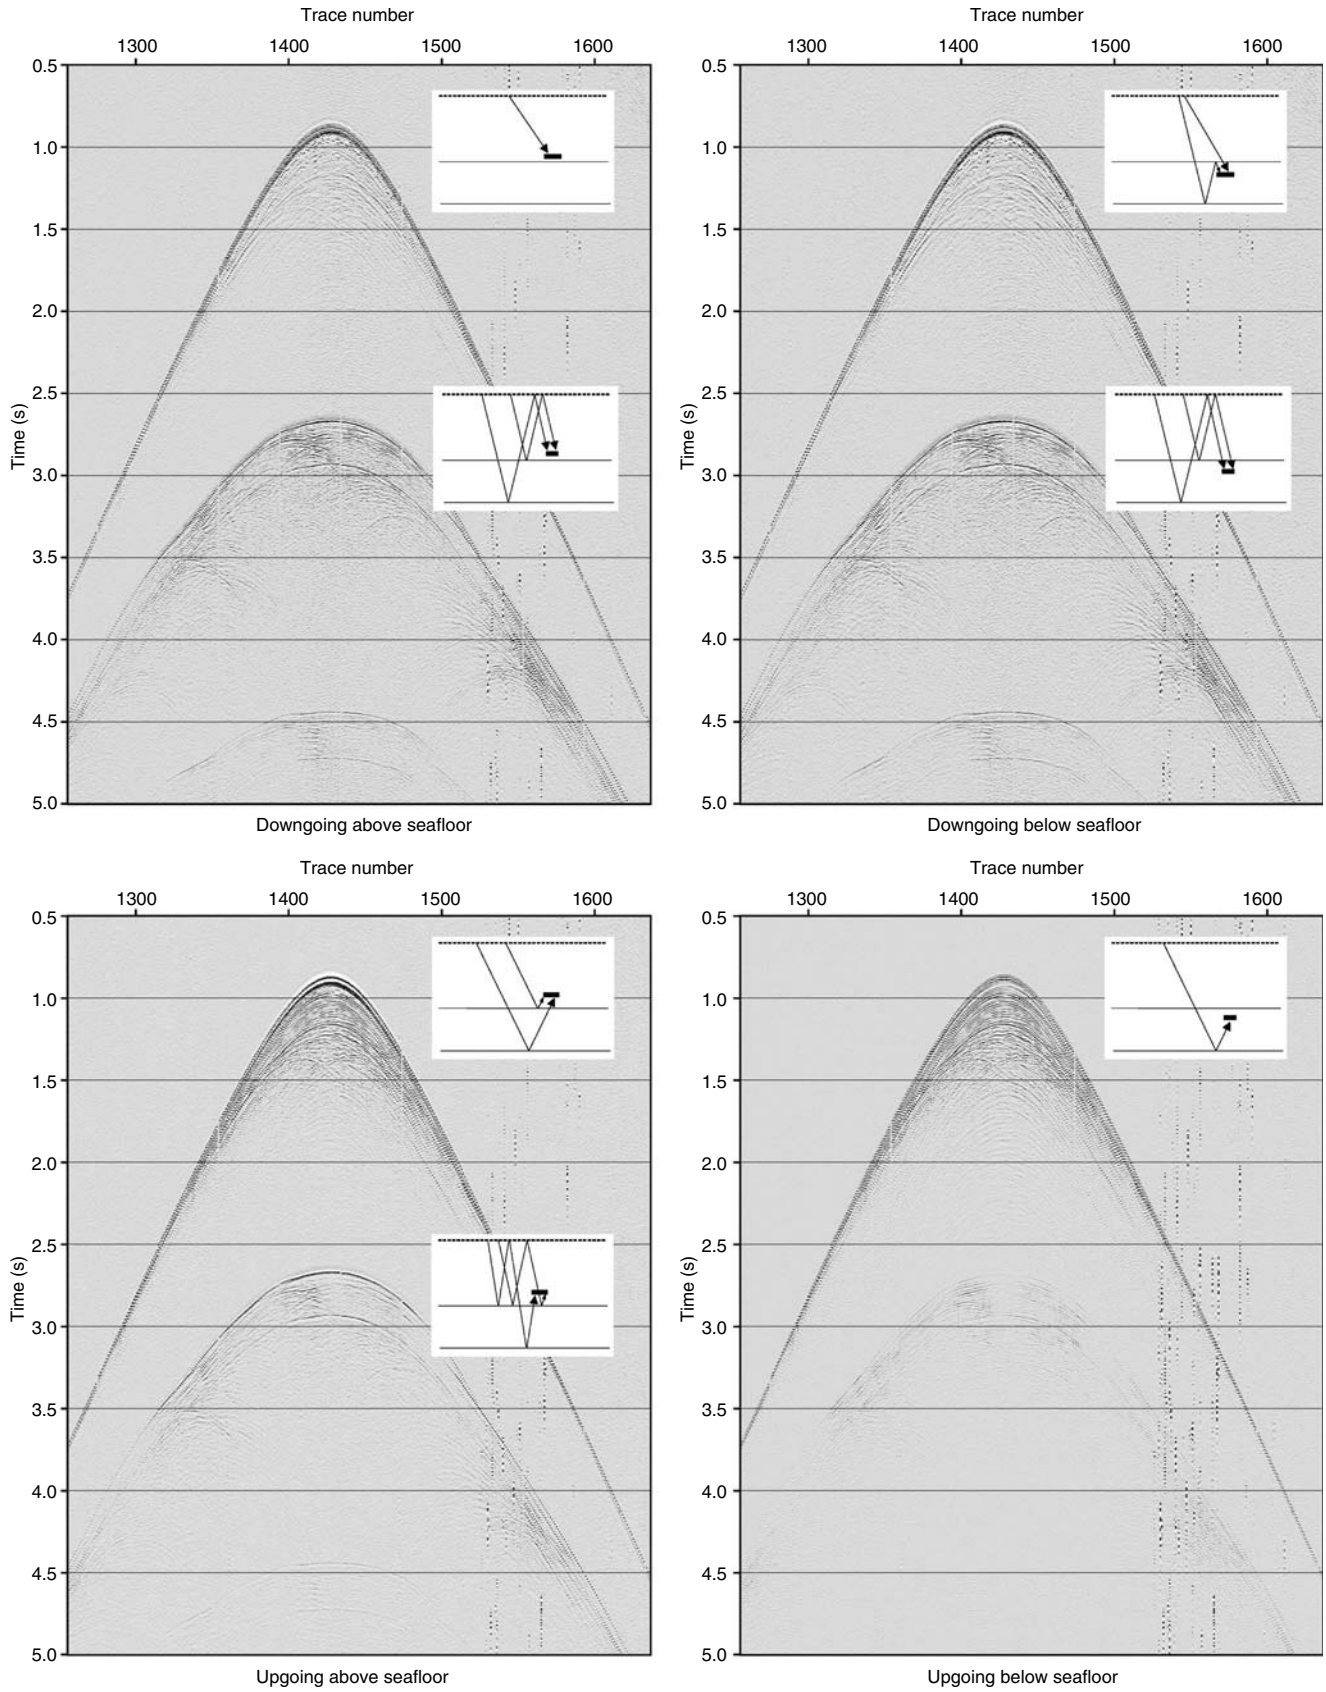 Trace number
1300 1400 1500 1600
0.5
1.0
1.5
2.0
2.5
3.0
3.5
4.0
4.5
5.0
Time (s)
Downgoing above seafloor
Trace number
1300 1400 1500 1600
0.5
1.0
1.5
2.0
2.5
3.0
3.5
4.0
4.5
5.0
Time (s)
Downgoing below seafloor
Trace number
1300 1400 1500 1600
0.5
1.0
1.5
2.0
2.5
3.0
3.5
4.0
4.5
5.0
Time (s)
Upgoing above seafloor
Trace number
1300 1400 1500 1600
0.5
1.0
1.5
2.0
2.5
3.0
3.5
4.0
4.5
5.0
Time (s)
Upgoing below seafloor